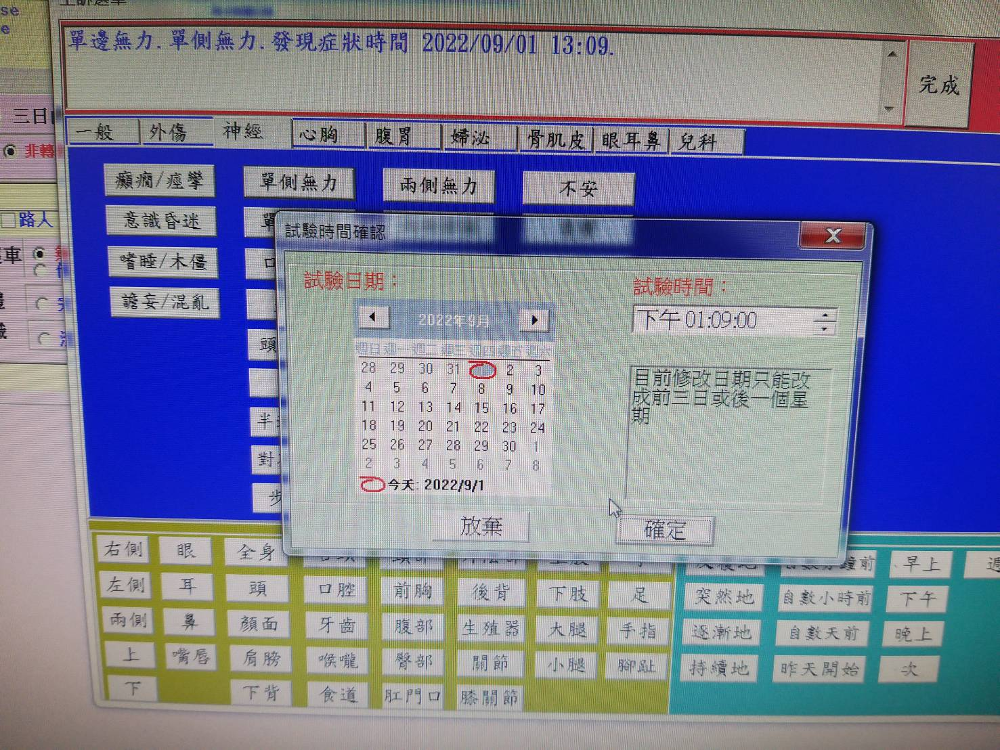 se
e
單邊無力.單側無力.發現症狀時間 2022/09/01 13:09.
完成
三日
非轉
路人
車
一般 外傷 神經 心胸 腹胃 婦泌 骨肌皮 眼耳鼻 兒科
癲癇/痙攣 單側無力 兩側無力 不安
意識昏迷 單
嗜睡/木僵 口
譫妄/混亂
頭
半
對
步
試驗時間確認
X
試驗日期：
2022年9月
週日 週一 週二 週三 週四 週五 週六
28 29 30 31 1 2 3
4 5 6 7 8 9 10
11 12 13 14 15 16 17
18 19 20 21 22 23 24
25 26 27 28 29 30 1
2 3 4 5 6 7 8
今天: 2022/9/1
試驗時間：
下午 01:09:00
目前修改日期只能改
成前三日或後一個星
期
放棄 確定
右側 眼 全身
左側 耳 頭 口腔 前胸 後背 下肢 足
兩側 鼻 顏面 牙齒 腹部 生殖器 大腿 手指
上 嘴唇 肩膀 喉嚨 臀部 關節 小腿 腳趾
下 下背 食道 肛門口 膝關節
早上 週
突然地 自數小時前 下午
逐漸地 自數天前 晚上
持續地 昨天開始 次